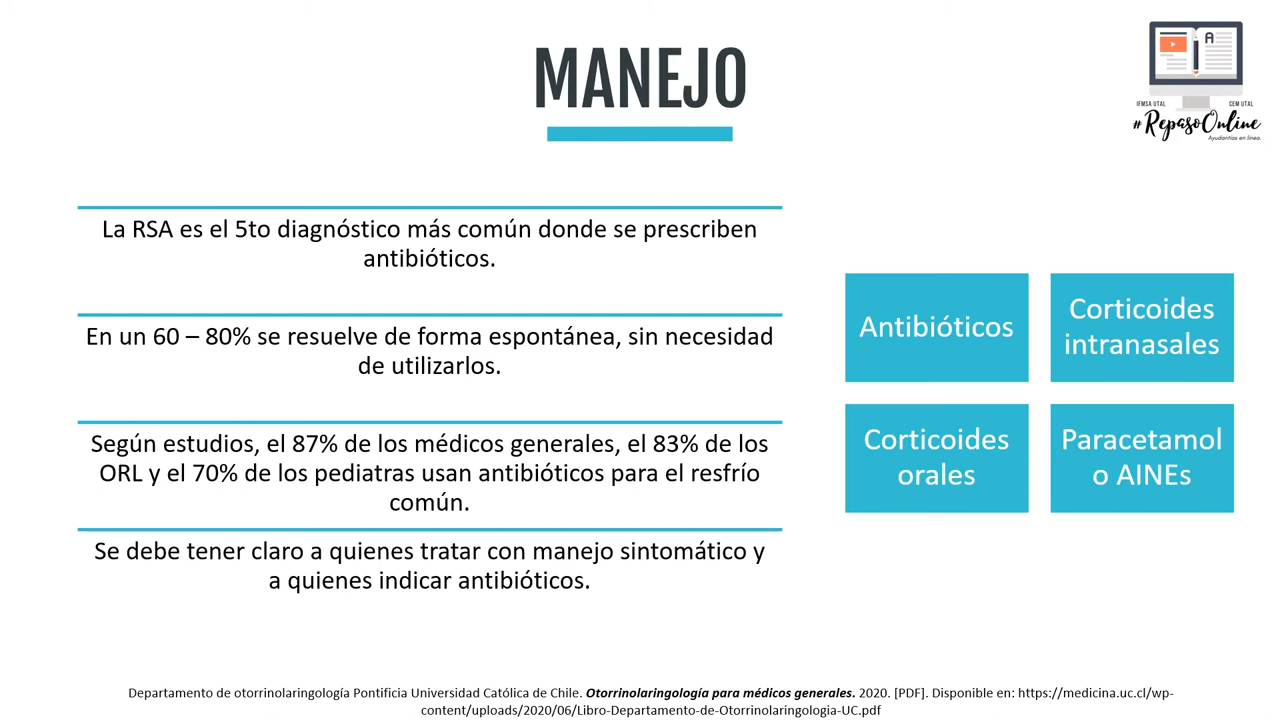 MANEJO
A
IFMSA UTAL
CEM UTAL
#RepasoOnline
Ayudantías en línea.
La RSA es el 5to diagnóstico más común donde se prescriben
antibióticos.
En un 60 – 80% se resuelve de forma espontánea, sin necesidad
de utilizarlos.
Según estudios, el 87% de los médicos generales, el 83% de los
ORL y el 70% de los pediatras usan antibióticos para el resfrío
común.
Se debe tener claro a quienes tratar con manejo sintomático y
a quienes indicar antibióticos.
Antibióticos
Corticoides
intranasales
Corticoides
orales
Paracetamol
o AINEs
Departamento de otorrinolaringología Pontificia Universidad Católica de Chile. Otorrinolaringología para médicos generales. 2020. [PDF]. Disponible en: https://medicina.uc.cl/wp-
content/uploads/2020/06/Libro-Departamento-de-Otorrinolaringologia-UC.pdf